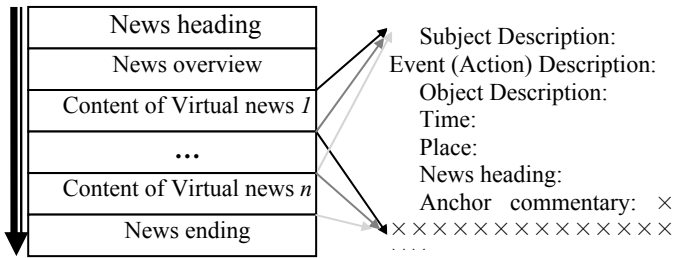 News heading
News overview
Content of Virtual news 1
...
Content of Virtual news n
News ending
Subject Description:
Event (Action) Description:
Object Description:
Time:
Place:
News heading:
Anchor commentary: ×
××××××××××××××
....